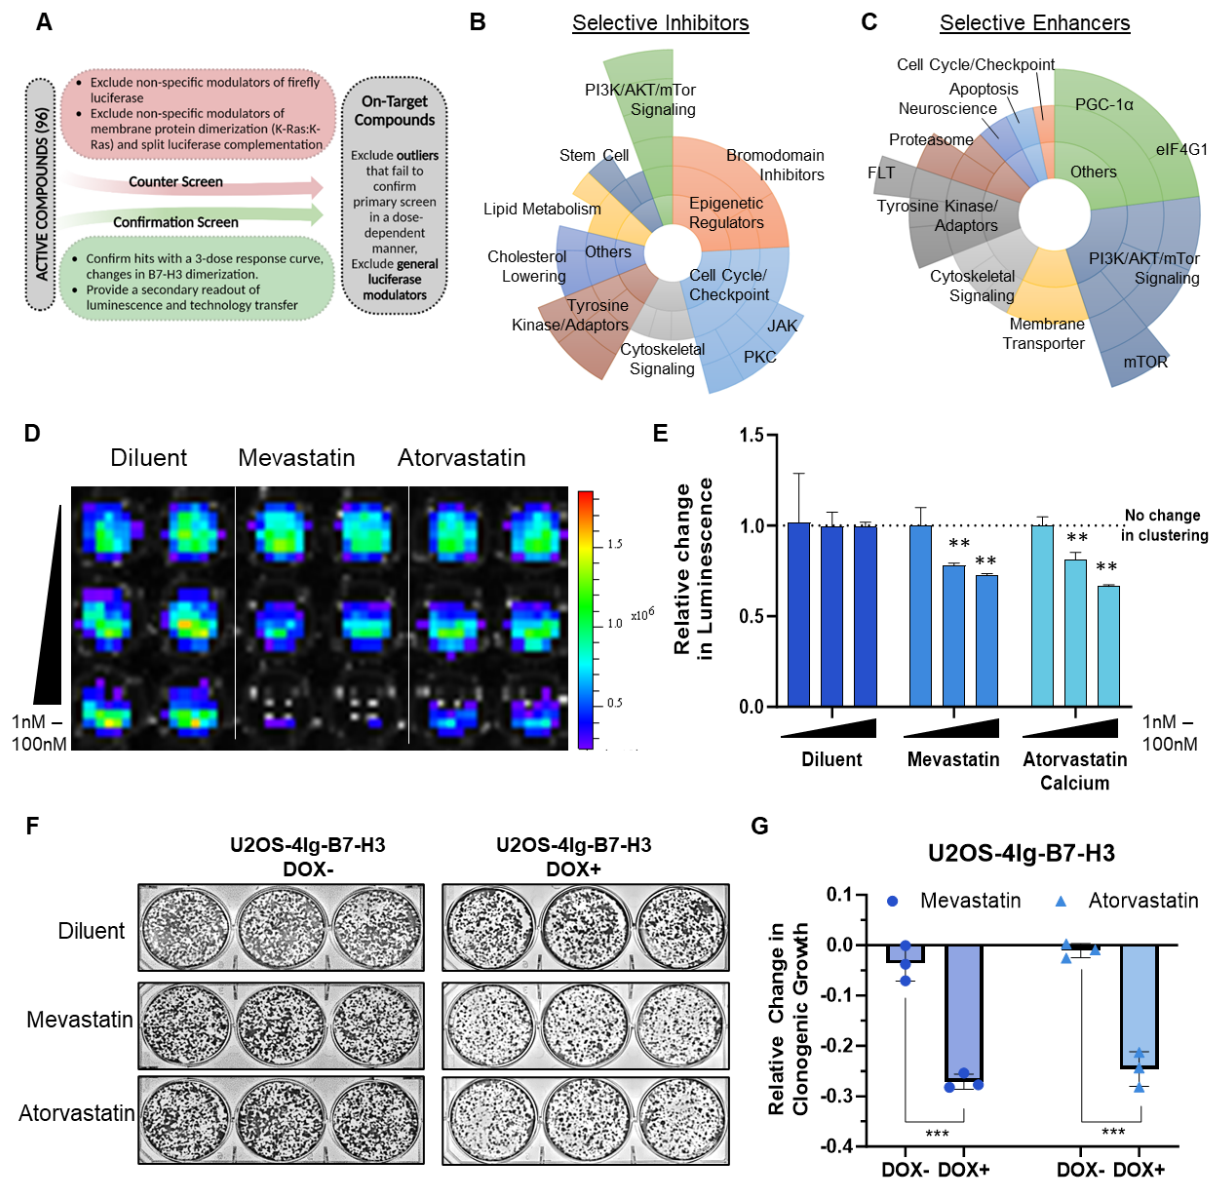 A
ACTIVE COMPOUNDS (96)
• Exclude non-specific modulators of firefly
luciferase
• Exclude non-specific modulators of
membrane protein dimerization (K-Ras:K-
Ras) and split luciferase complementation
Counter Screen
Confirmation Screen
• Confirm hits with a 3-dose response curve,
changes in B7-H3 dimerization.
• Provide a secondary readout of
luminescence and technology transfer
On-Target
Compounds
Exclude outliers
that fail to
confirm
primary screen
in a dose-
dependent
manner,
Exclude general
luciferase
modulators
B
Selective Inhibitors
PI3K/AKT/mTor
Signaling
Stem Cell
Bromodomain
Inhibitors
Epigenetic
Regulators
Lipid Metabolism
Others
Cholesterol
Lowering
Cell Cycle/
Checkpoint
Tyrosine
Kinase/Adaptors
JAK
PKC
Cytoskeletal
Signaling
C
Selective Enhancers
Cell Cycle/Checkpoint
Apoptosis
Neuroscience
PGC-1α
Proteasome
eIF4G1
FLT
Others
Tyrosine Kinase/
Adaptors
PI3K/AKT/mTor
Signaling
Cytoskeletal
Signaling
Membrane
Transporter
mTOR
D
Diluent Mevastatin Atorvastatin
1nM –
100nM
1.5
1.0
x10⁶
0.5
E
Relative change
in Luminescence
1.5
1.0
0.5
0.0
No change
in clustering
** ** ** **
1nM –
100nM
Diluent Mevastatin Atorvastatin
Calcium
F
U2OS-4Ig-B7-H3
DOX-
U2OS-4Ig-B7-H3
DOX+
Diluent
Mevastatin
Atorvastatin
G
U2OS-4Ig-B7-H3
Mevastatin Atorvastatin
Relative Change in
Clonogenic Growth
0.1
0.0
-0.1
-0.2
-0.3
-0.4
*** ***
DOX- DOX+ DOX- DOX+